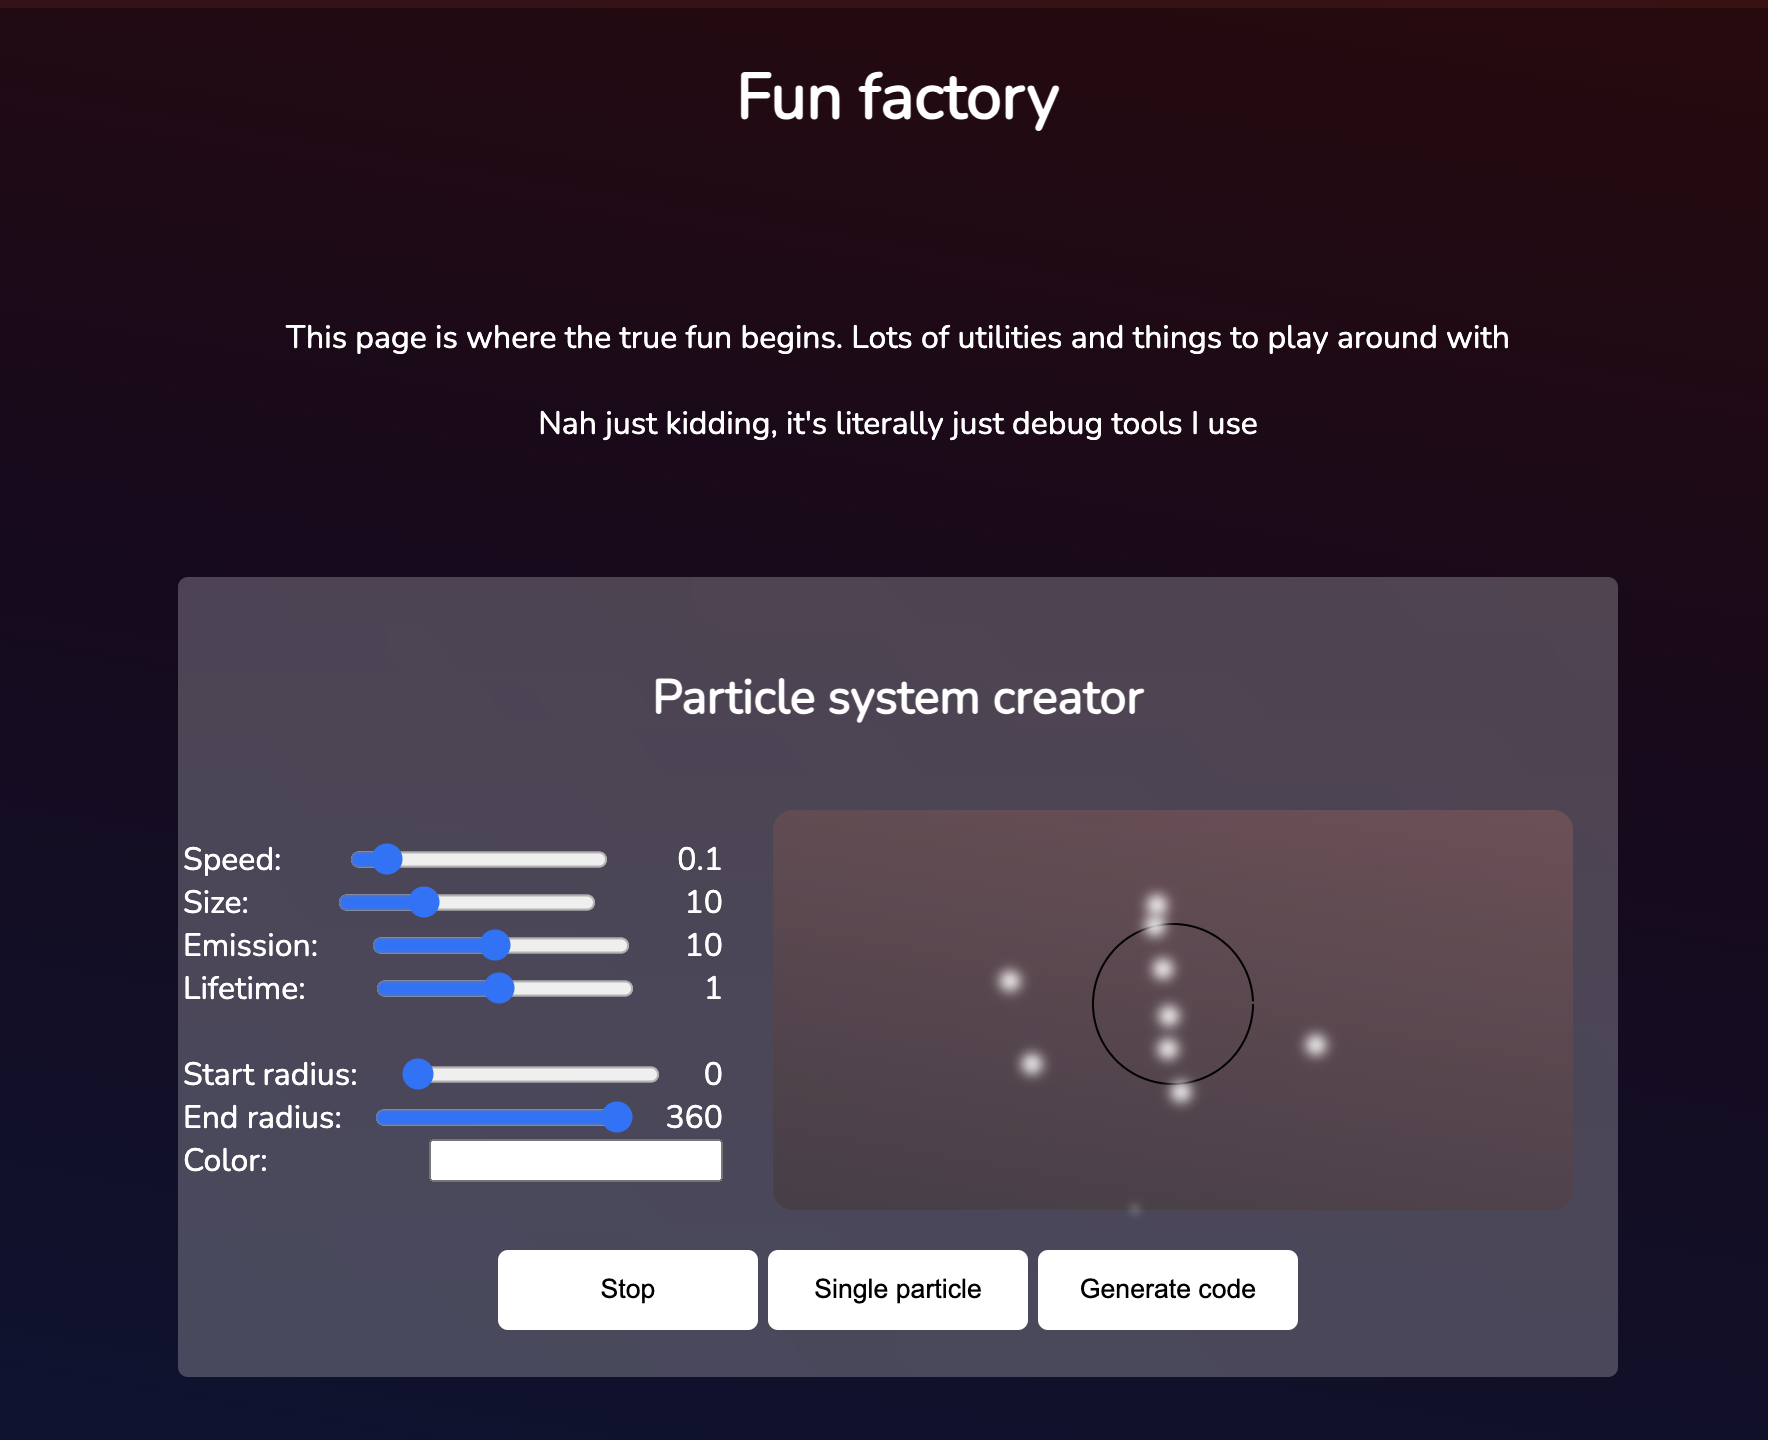 Fun factory
This page is where the true fun begins. Lots of utilities and things to play around with
Nah just kidding, it's literally just debug tools I use
Particle system creator
Speed: 0.1
Size: 10
Emission: 10
Lifetime: 1
Start radius: 0
End radius: 360
Color:
Stop Single particle Generate code